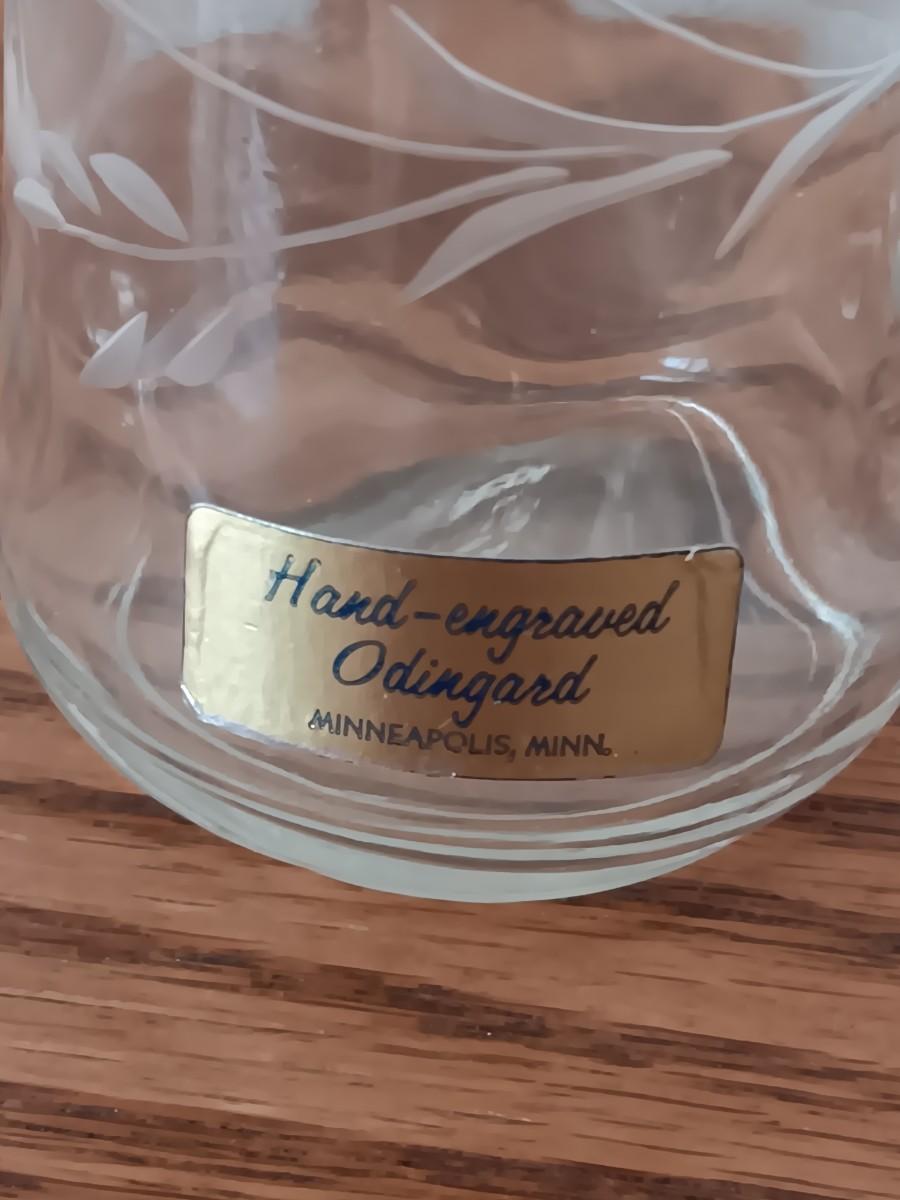 Hand-engraved
Odingard
MINNEAPOLIS, MINN.